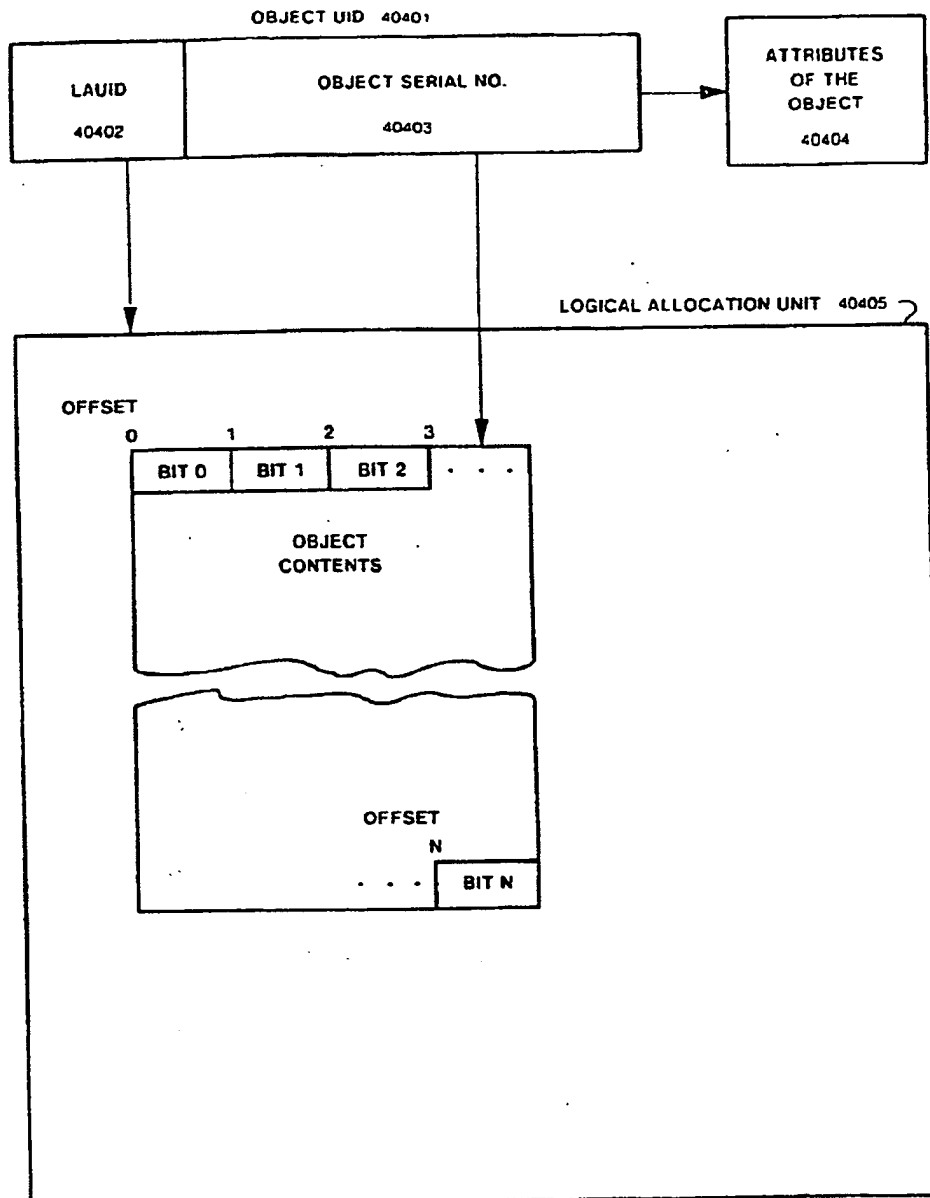 OBJECT UID 40401
LAUID
40402
OBJECT SERIAL NO.
40403
ATTRIBUTES
OF THE
OBJECT
40404
LOGICAL ALLOCATION UNIT 40405
OFFSET
0 1 2 3
BIT 0 BIT 1 BIT 2 . . .
OBJECT
CONTENTS
OFFSET
N
. . . BIT N